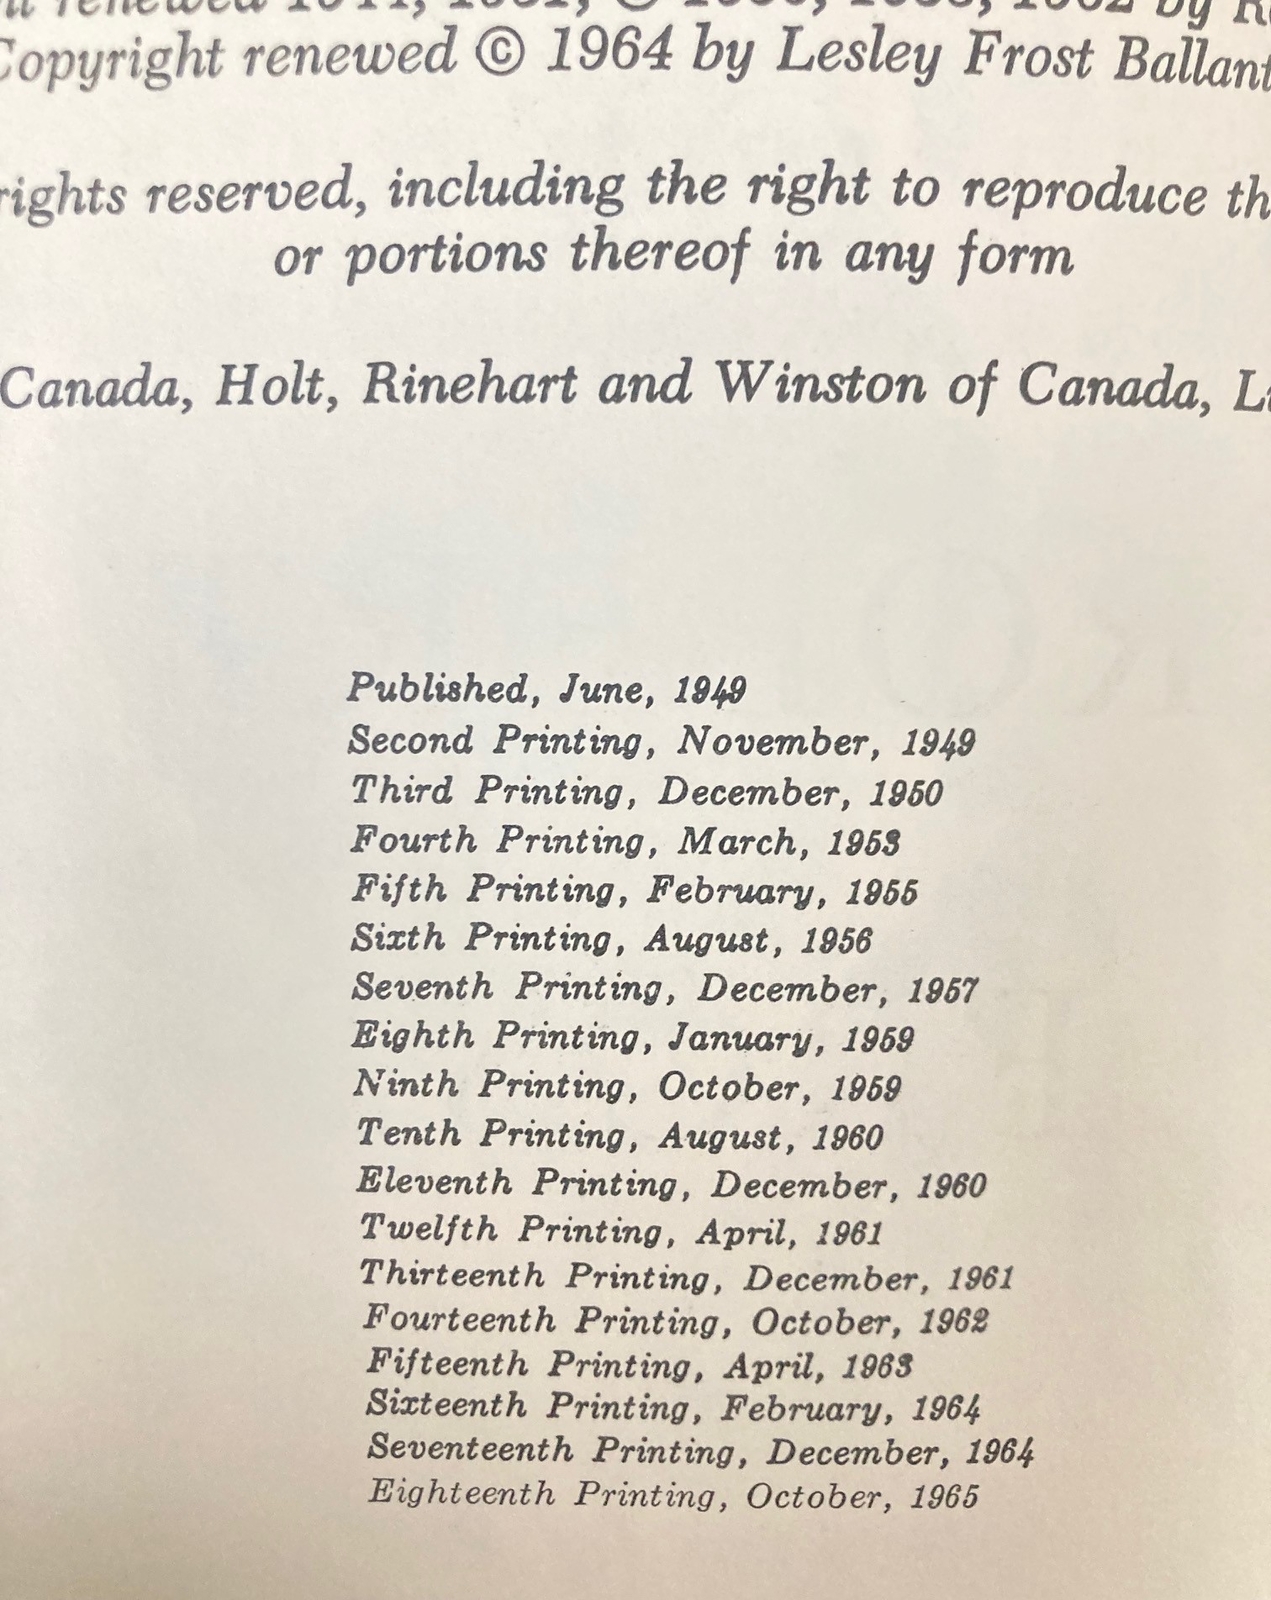 renewed by
Copyright renewed © 1964 by Lesley Frost
rights reserved, including the right to reproduce
or portions thereof in any form
Canada, Holt, Rinehart and Winston of Canada,
Published, June, 1949
Second Printing, November, 1949
Third Printing, December, 1950
Fourth Printing, March, 1953
Fifth Printing, February, 1955
Sixth Printing, August, 1956
Seventh Printing, December, 1957
Eighth Printing, January, 1959
Ninth Printing, October, 1959
Tenth Printing, August, 1960
Eleventh Printing, December, 1960
Twelfth Printing, April, 1961
Thirteenth Printing, December, 1961
Fourteenth Printing, October, 1962
Fifteenth Printing, April, 1963
Sixteenth Printing, February, 1964
Seventeenth Printing, December, 1964
Eighteenth Printing, October, 1965